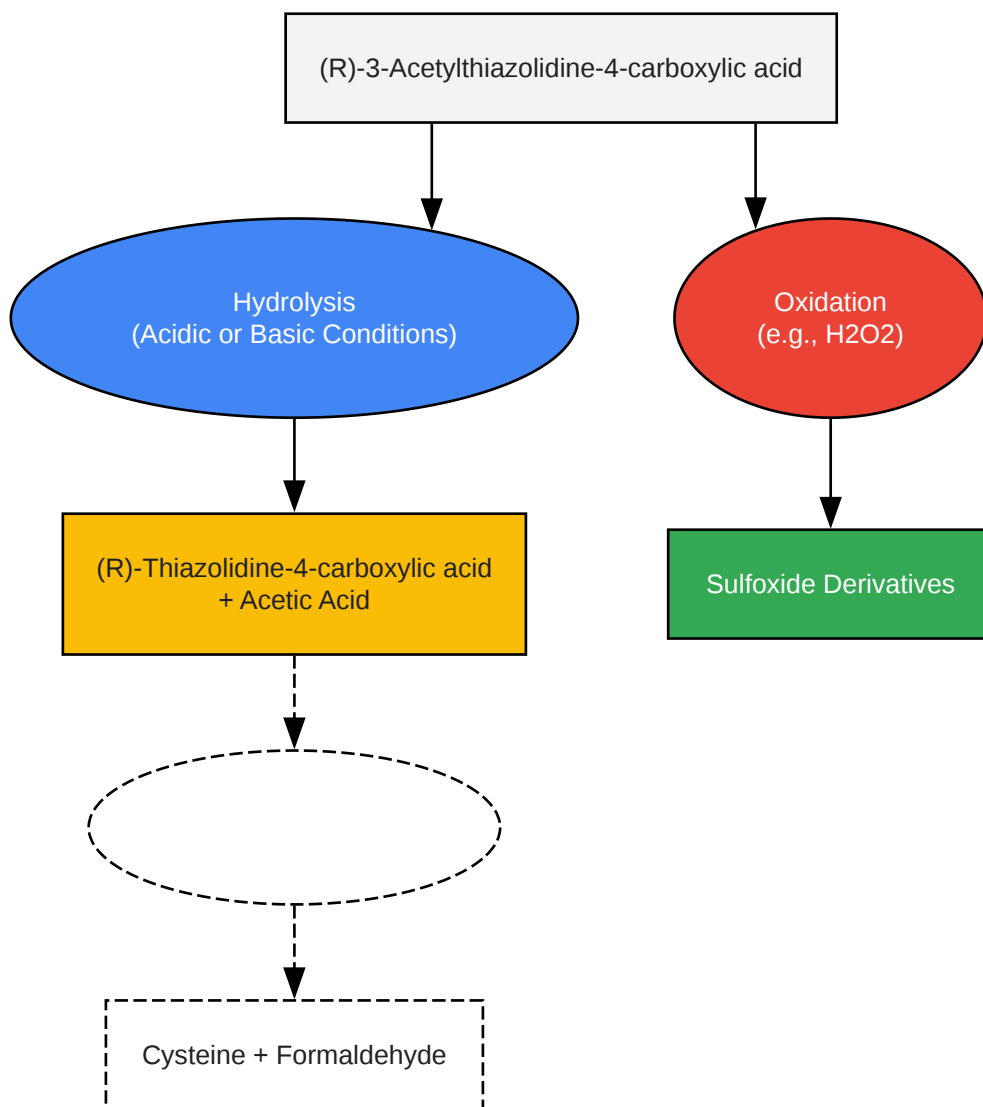 (R)-3-Acetylthiazolidine-4-carboxylic acid
Hydrolysis
(Acidic or Basic Conditions)
Oxidation
(e.g., H2O2)
(R)-Thiazolidine-4-carboxylic acid
+ Acetic Acid
Sulfoxide Derivatives
Cysteine + Formaldehyde